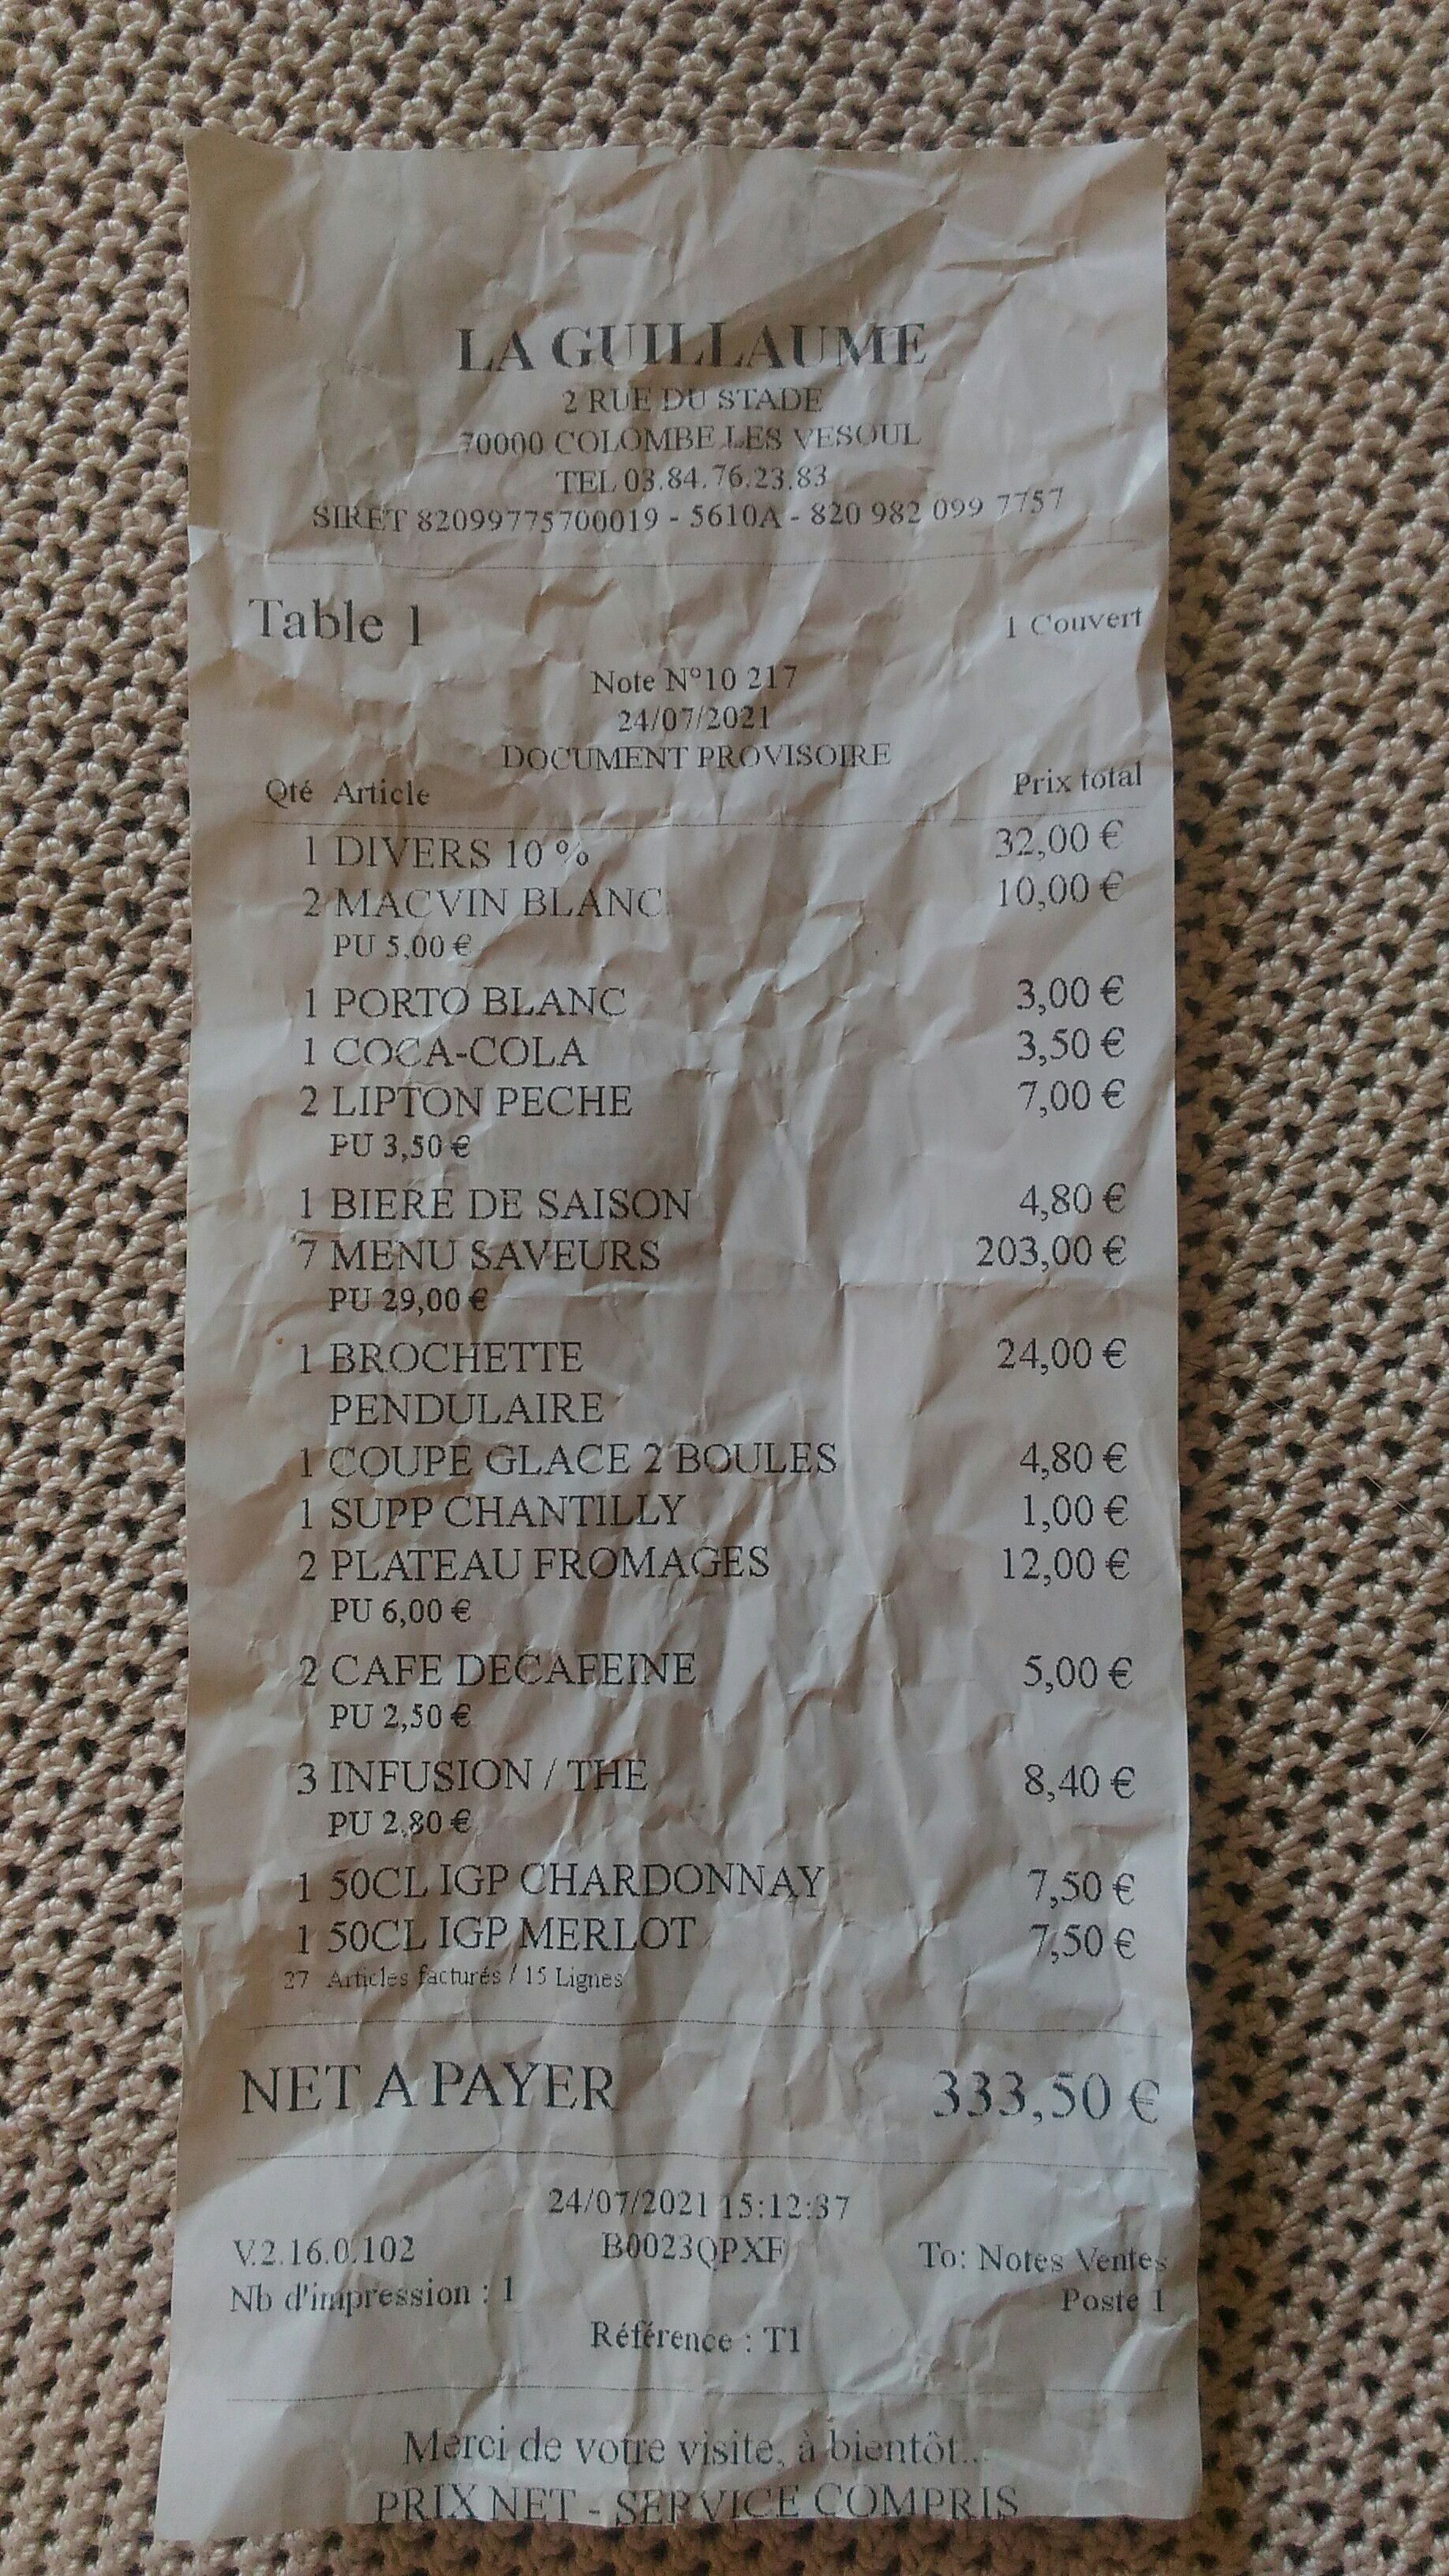 LA GUILLAUME
2 RUE DU STADE
70000 COLOMBE LES VESOUL
TEL 03.84.76.23.83
SIRET 82099775700019 - 5610A - 820 982 099 7757
Table 1 1 Couvert
Note N°10 217
24/07/2021
DOCUMENT PROVISOIRE
Qté Article Prix total
1 DIVERS 10 % 32,00 €
2 MACVIN BLANC 10,00 €
PU 5,00 €
1 PORTO BLANC 3,00 €
1 COCA-COLA 3,50 €
2 LIPTON PECHE 7,00 €
PU 3,50 €
1 BIERE DE SAISON 4,80 €
7 MENU SAVEURS 203,00 €
PU 29,00 €
1 BROCHETTE 24,00 €
PENDULAIRE
1 COUPE GLACE 2 BOULES 4,80 €
1 SUPP CHANTILLY 1,00 €
2 PLATEAU FROMAGES 12,00 €
PU 6,00 €
2 CAFE DECAFEINE 5,00 €
PU 2,50 €
3 INFUSION / THE 8,40 €
PU 2,80 €
1 50CL IGP CHARDONNAY 7,50 €
1 50CL IGP MERLOT 7,50 €
27 Articles facturés / 15 Lignes
NET A PAYER 333,50 €
24/07/2021 15:12:37
V.2.16.0.102 B0023QPXF To: Notes Ventes
Nb d'impression : 1 Poste 1
Référence : T1
Merci de votre visite, à bientôt...
PRIX NET - SERVICE COMPRIS